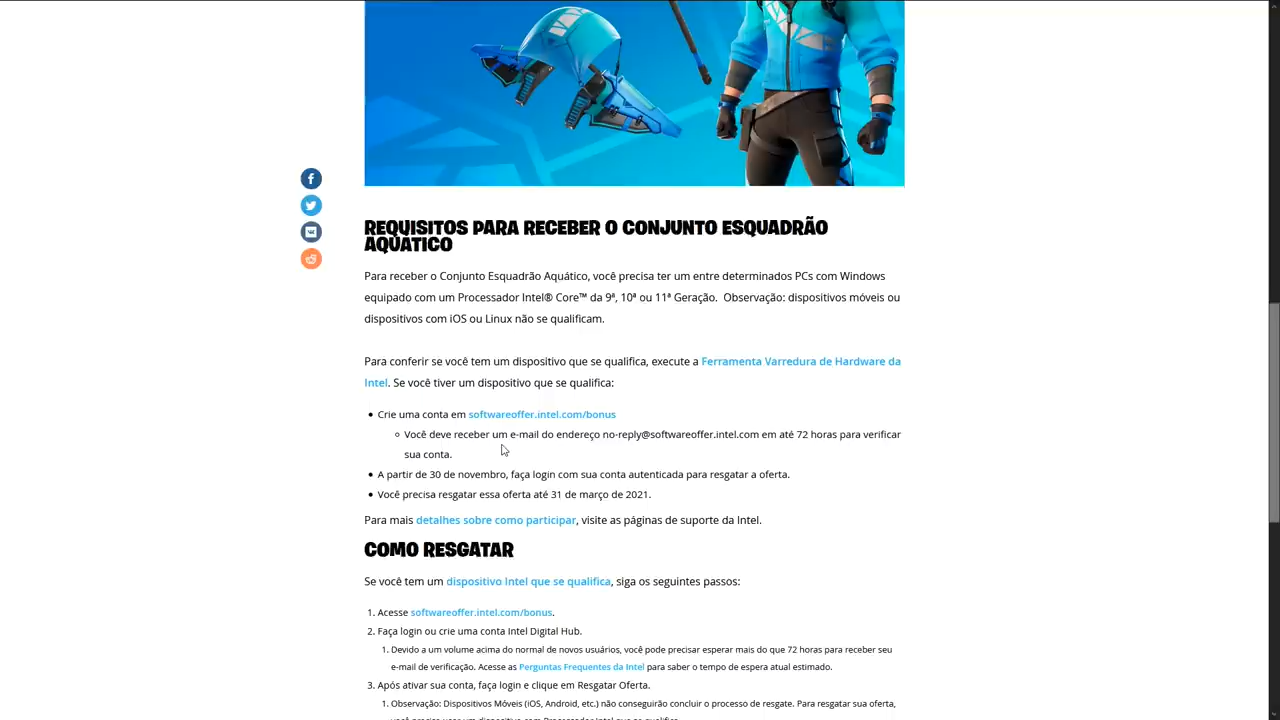 REQUISITOS PARA RECEBER O CONJUNTO ESQUADRÃO
AQUÁTICO
Para receber o Conjunto Esquadrão Aquático, você precisa ter um entre determinados PCs com Windows
equipado com um Processador Intel® Core™ da 9ª, 10ª ou 11ª Geração.  Observação: dispositivos móveis ou
dispositivos com iOS ou Linux não se qualificam.
Para conferir se você tem um dispositivo que se qualifica, execute a Ferramenta Varredura de Hardware da
Intel. Se você tiver um dispositivo que se qualifica:
• Crie uma conta em softwareoffer.intel.com/bonus
◦ Você deve receber um e-mail do endereço no-reply@softwareoffer.intel.com em até 72 horas para verificar
sua conta.
• A partir de 30 de novembro, faça login com sua conta autenticada para resgatar a oferta.
• Você precisa resgatar essa oferta até 31 de março de 2021.
Para mais detalhes sobre como participar, visite as páginas de suporte da Intel.
COMO RESGATAR
Se você tem um dispositivo Intel que se qualifica, siga os seguintes passos:
1. Acesse softwareoffer.intel.com/bonus.
2. Faça login ou crie uma conta Intel Digital Hub.
1. Devido a um volume acima do normal de novos usuários, você pode precisar esperar mais do que 72 horas para receber seu
e-mail de verificação. Acesse as Perguntas Frequentes da Intel para saber o tempo de espera atual estimado.
3. Após ativar sua conta, faça login e clique em Resgatar Oferta.
1. Observação: Dispositivos Móveis (iOS, Android, etc.) não conseguirão concluir o processo de resgate. Para resgatar sua oferta,